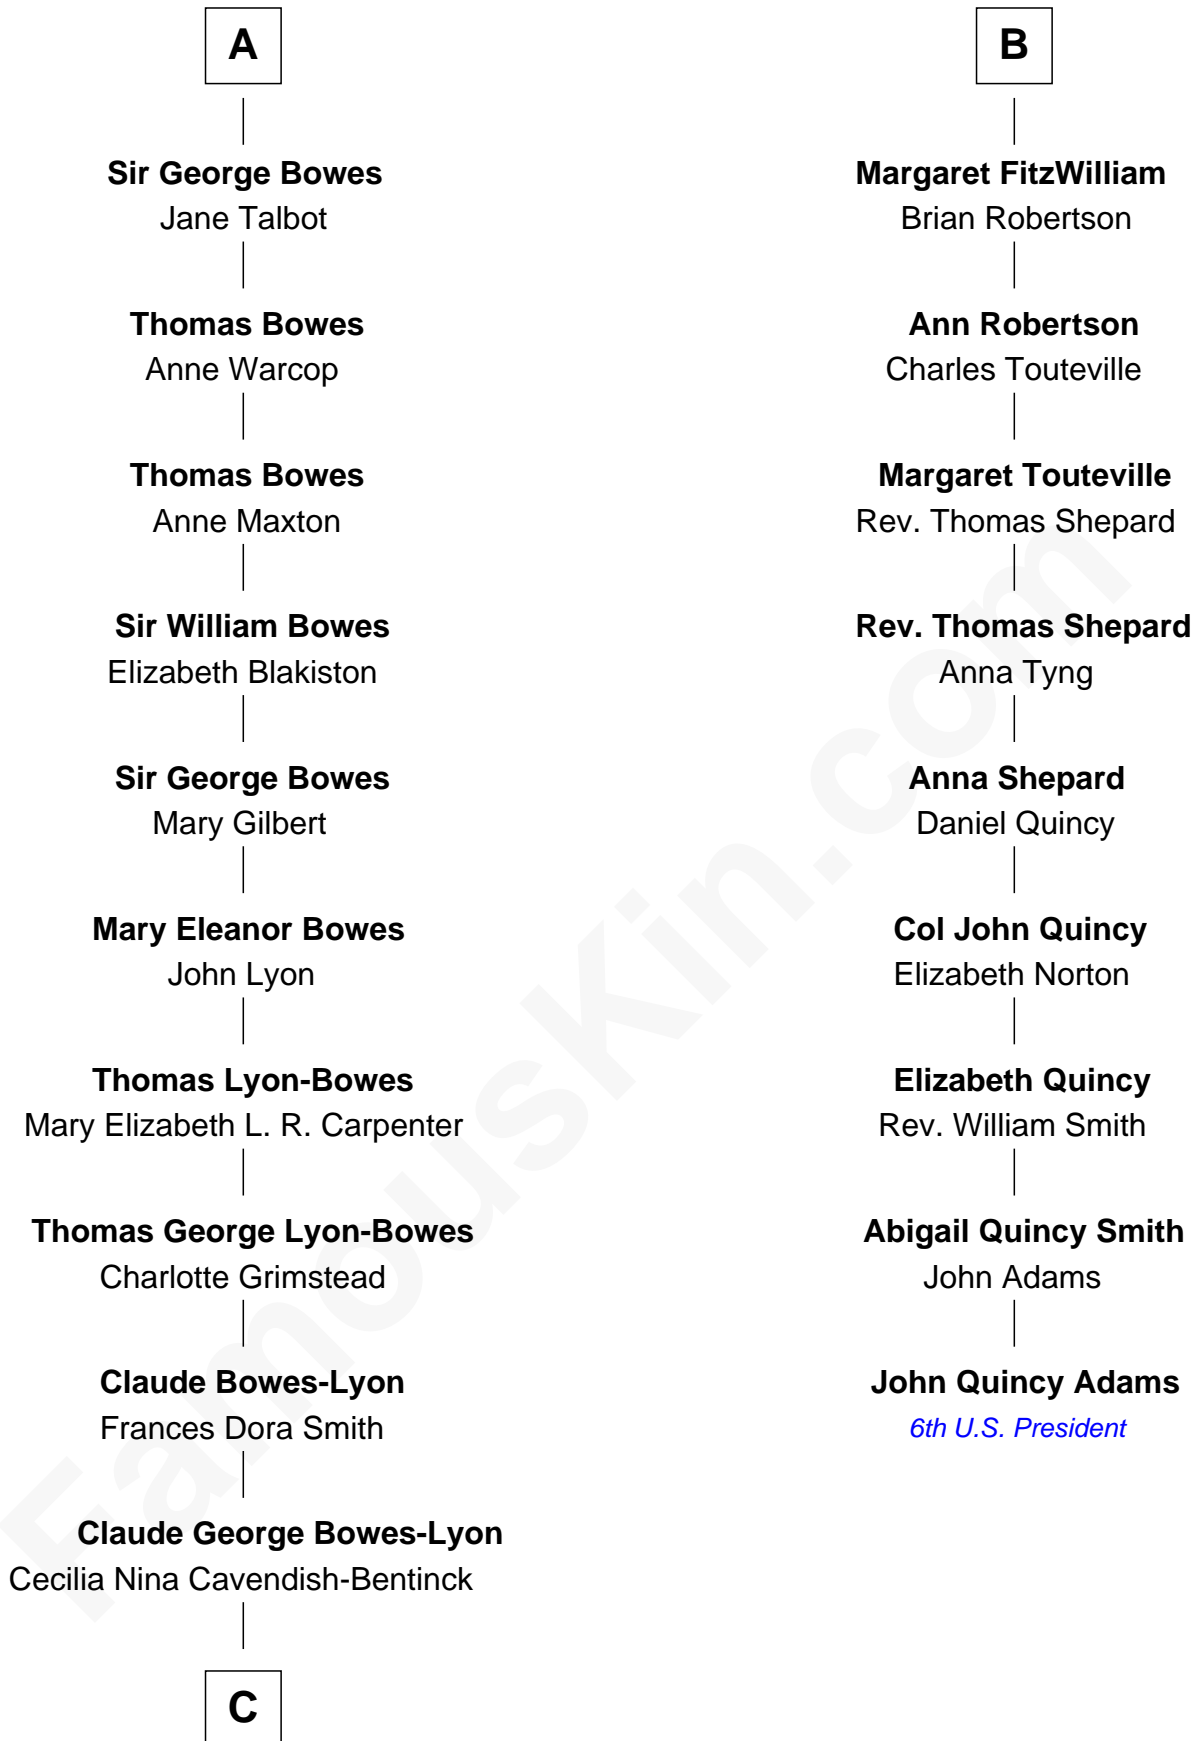 A
Sir George Bowes
Jane Talbot
Thomas Bowes
Anne Warcop
Thomas Bowes
Anne Maxton
Sir William Bowes
Elizabeth Blakiston
Sir George Bowes
Mary Gilbert
Mary Eleanor Bowes
John Lyon
Thomas Lyon-Bowes
Mary Elizabeth L. R. Carpenter
Thomas George Lyon-Bowes
Charlotte Grimstead
Claude Bowes-Lyon
Frances Dora Smith
Claude George Bowes-Lyon
Cecilia Nina Cavendish-Bentinck
C
B
Margaret FitzWilliam
Brian Robertson
Ann Robertson
Charles Touteville
Margaret Touteville
Rev. Thomas Shepard
Rev. Thomas Shepard
Anna Tyng
Anna Shepard
Daniel Quincy
Col John Quincy
Elizabeth Norton
Elizabeth Quincy
Rev. William Smith
Abigail Quincy Smith
John Adams
John Quincy Adams
6th U.S. President
FamousKin.com